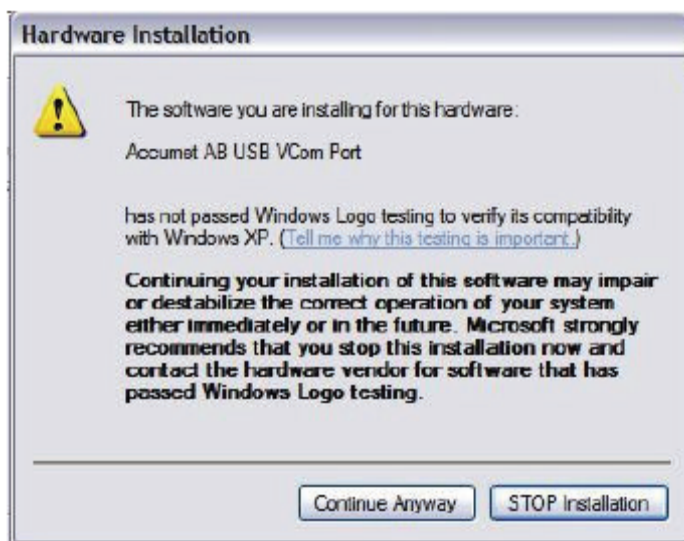 Hardware Installation
The software you are installing for this hardware:
Accumet AB USB VCom Port
has not passed Windows Logo testing to verify its compatibility
with Windows XP. (Tell me why this testing is important.)
Continuing your installation of this software may impair
or destabilize the correct operation of your system
either immediately or in the future. Microsoft strongly
recommends that you stop this installation now and
contact the hardware vendor for software that has
passed Windows Logo testing.
Continue Anyway
STOP Installation